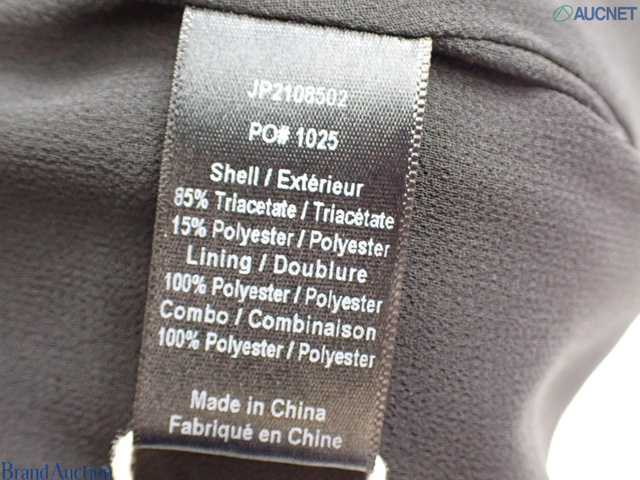 AUCNET
JP2108502
PO# 1025
Shell / Extérieur
85% Triacetate / Triacétate
15% Polyester / Polyester
Lining / Doublure
100% Polyester / Polyester
Combo / Combinaison
100% Polyester / Polyester
Made in China
Fabriqué en Chine
Brand Auction